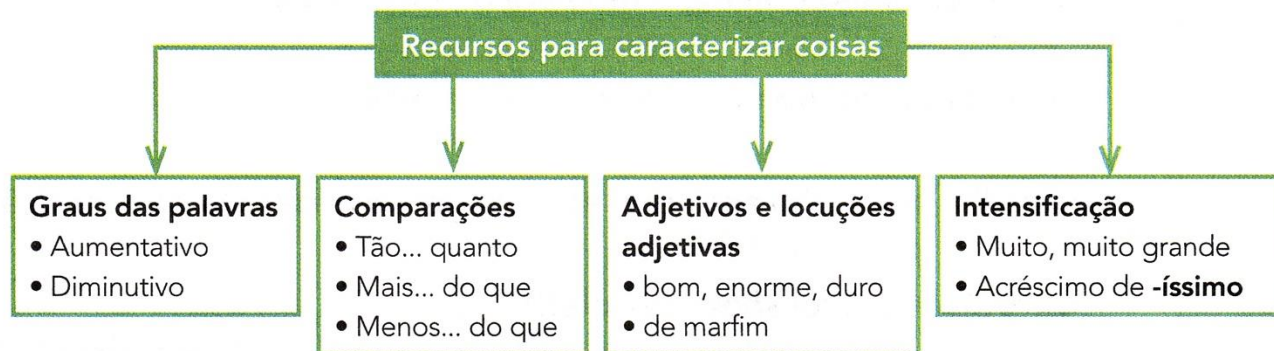 Recursos para caracterizar coisas
Graus das palavras
• Aumentativo
• Diminutivo
Comparações
• Tão... quanto
• Mais... do que
• Menos... do que
Adjetivos e locuções
adjetivas
• bom, enorme, duro
• de marfim
Intensificação
• Muito, muito grande
• Acréscimo de -íssimo